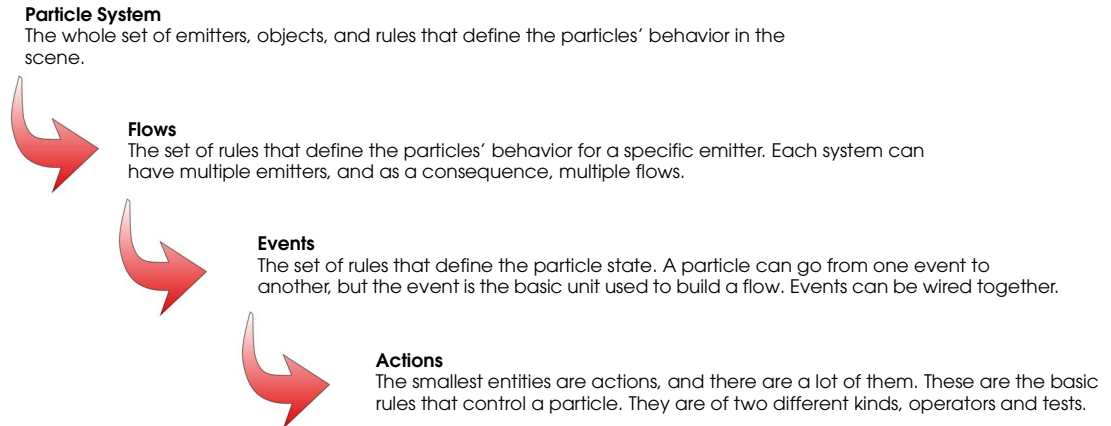 Particle System
The whole set of emitters, objects, and rules that define the particles’ behavior in the
scene.
Flows
The set of rules that define the particles’ behavior for a specific emitter. Each system can
have multiple emitters, and as a consequence, multiple flows.
Events
The set of rules that define the particle state. A particle can go from one event to
another, but the event is the basic unit used to build a flow. Events can be wired together.
Actions
The smallest entities are actions, and there are a lot of them. These are the basic
rules that control a particle. They are of two different kinds, operators and tests.